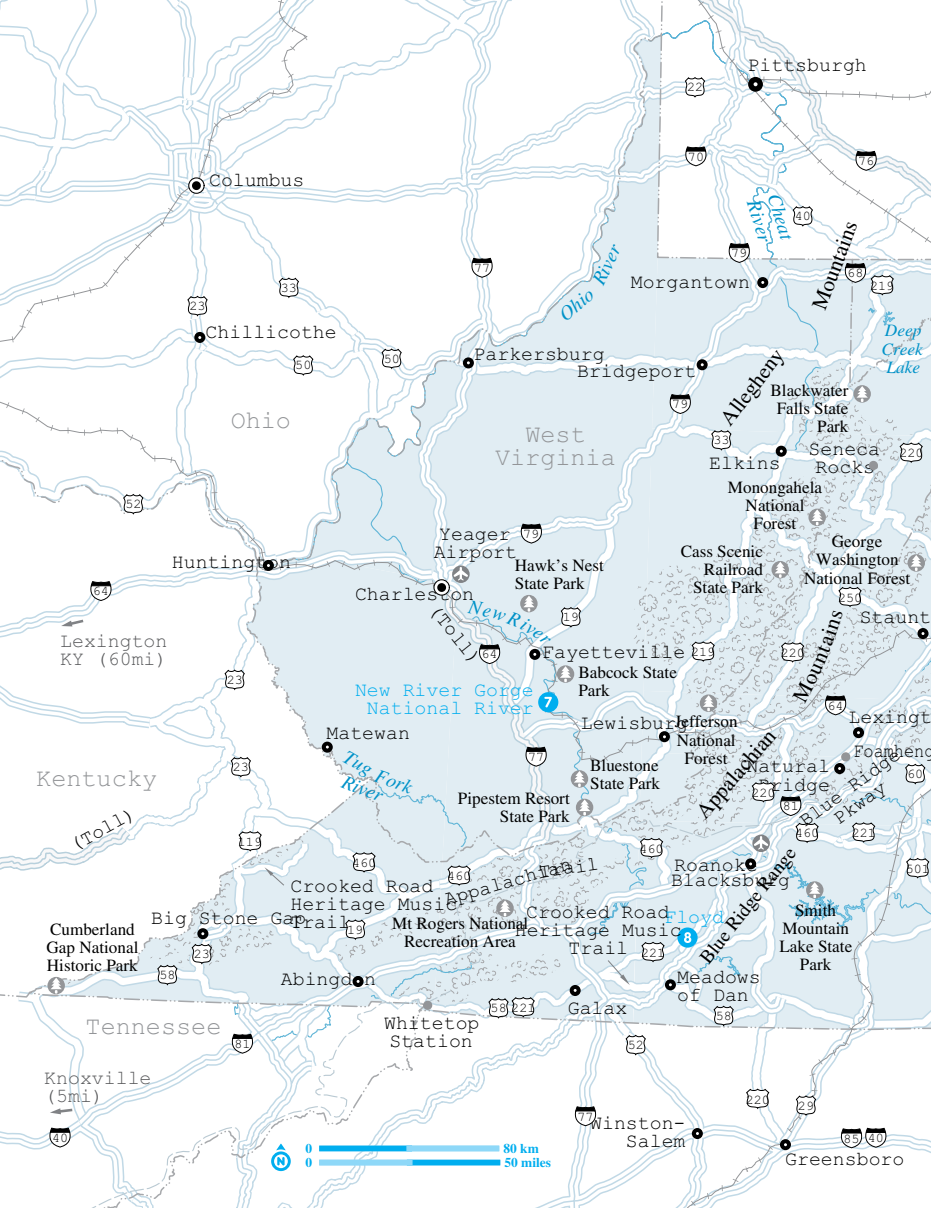 Pittsburgh
22
70
76
Columbus
Cheat
River
40
Mountains
79
77
68
33
Ohio River
Morgantown
219
23
Chillicothe
Deep
Creek
Lake
50
50
Parkersburg
Bridgeport
Allegheny
Blackwater
Falls State
Park
79
Ohio
West
Virginia
33
Seneca
Rocks
220
Elkins
Monongahela
National
Forest
52
Yeager
Airport
79
George
Washington
National Forest
Cass Scenic
Railroad
State Park
Huntington
Hawk's Nest
State Park
64
Charleston
250
New River
19
Staunt
Lexington
KY (60mi)
(Toll)
64
Fayetteville
219
220
Mountains
Babcock State
Park
23
New River Gorge
National River
7
64
Lewisburg
Jefferson
National
Forest
Lexingt
Matewan
77
Foamheng
Tug Fork
River
23
Bluestone
State Park
Appalachian
Natural
Bridge
60
Kentucky
220
Blue Ridge
Pkway
81
Pipestem Resort
State Park
(Toll)
119
460
221
460
460
460
Roanoke
Blacksburg
501
Appalachian
Trail
Crooked Road
Heritage Music
Trail
Blue Ridge Range
Smith
Mountain
Lake State
Park
Big Stone Gap
19
Mt Rogers National
Recreation Area
Crooked Road
Heritage Music
Trail
Floyd
8
Cumberland
Gap National
Historic Park
23
221
58
Abingdon
Meadows
of Dan
58
221
Galax
58
Tennessee
Whitetop
Station
81
52
Knoxville
(5mi)
220
29
77
Winston-
Salem
40
85
40
N
0
80 km
0
50 miles
Greensboro